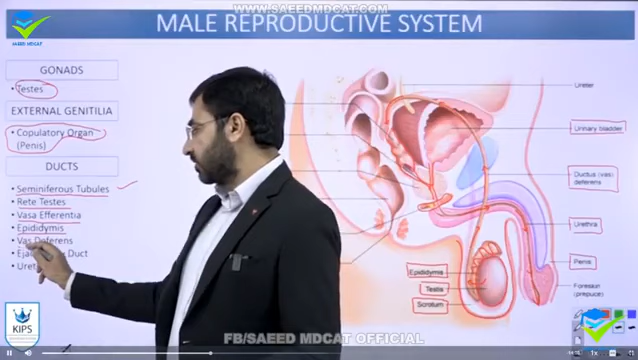 WWW.SAEEDMDCAT.COM
MALE REPRODUCTIVE SYSTEM
SAEED MDCAT
GONADS
• Testes
EXTERNAL GENITILIA
• Copulatory Organ
(Penis)
DUCTS
• Seminiferous Tubules
• Rete Testes
• Vasa Efferentia
• Epididymis
• Vas Deferens
Duct
Ureter
Urinary bladder
Ductus (vas)
deferens
Urethra
Penis
Foreskin
(prepuce)
Epididymis
Testis
Scrotum
KIPS
FB/SAEED MDCAT OFFICIAL
1x